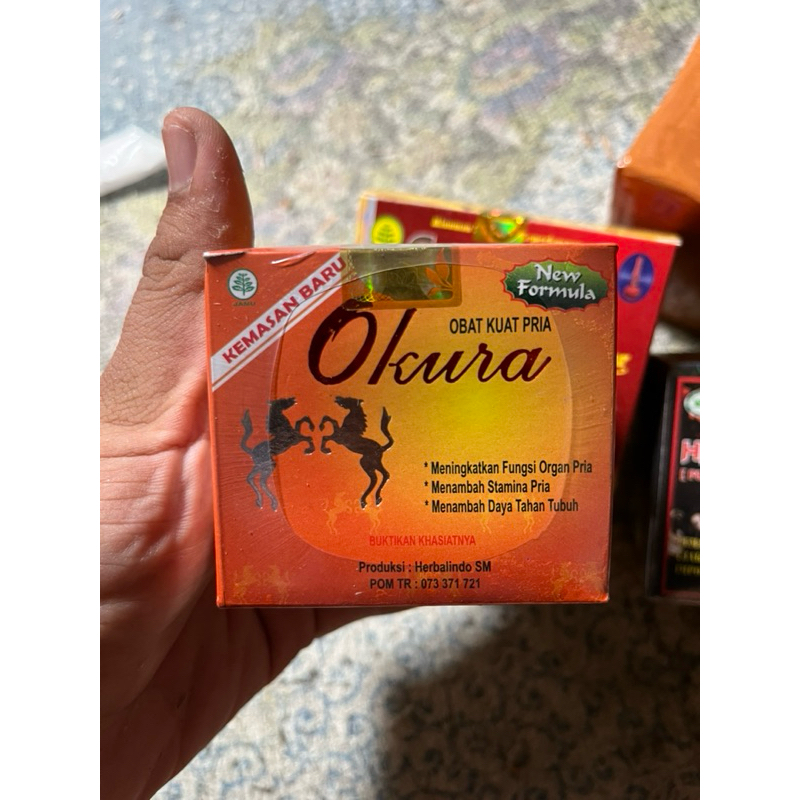 JAMU
KEMASAN BARU
New
Formula
OBAT KUAT PRIA
Okura
* Meningkatkan Fungsi Organ Pria
* Menambah Stamina Pria
* Menambah Daya Tahan Tubuh
BUKTIKAN KHASIATNYA
Produksi : Herbalindo SM
POM TR : 073 371 721